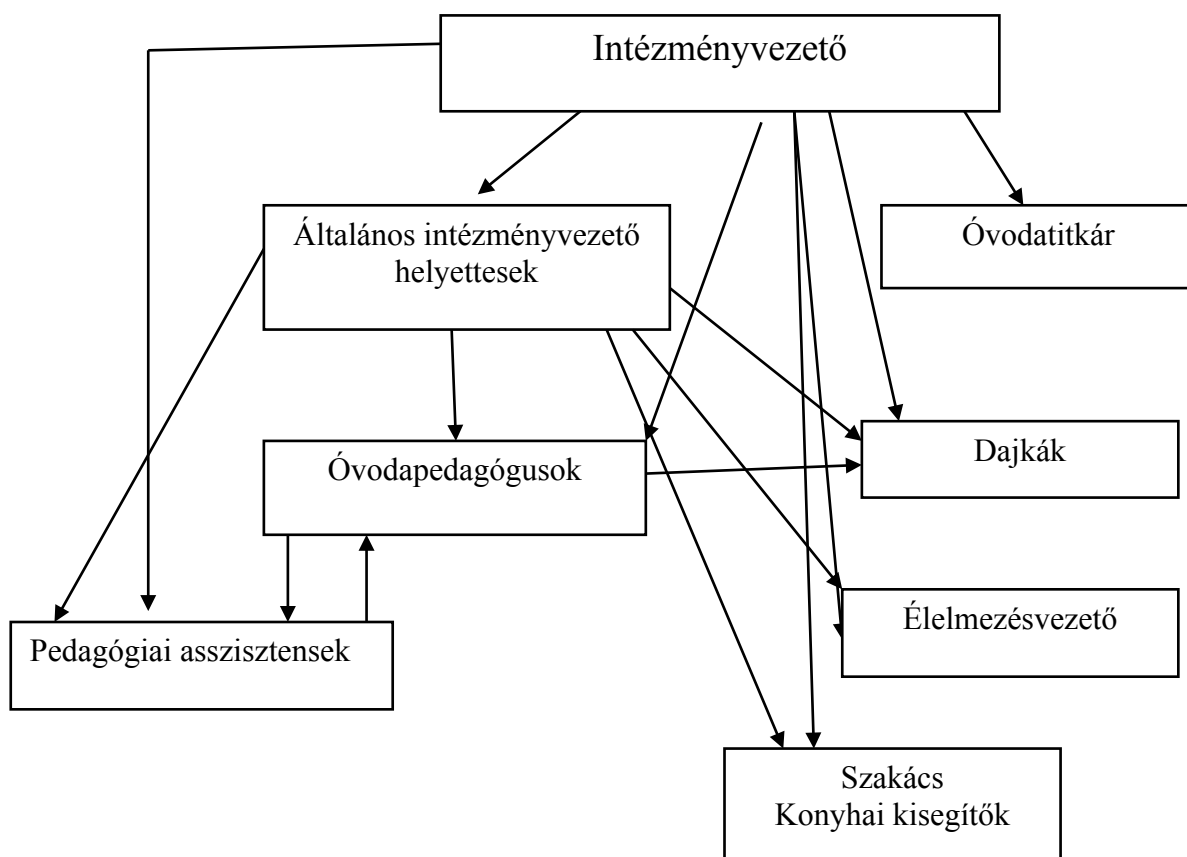 Intézményvezető
Általános intézményvezető
helyettesek
Óvodatitkár
Óvodapedagógusok
Dajkák
Élelmezésvezető
Pedagógiai asszisztensek
Szakács
Konyhai kisegítők